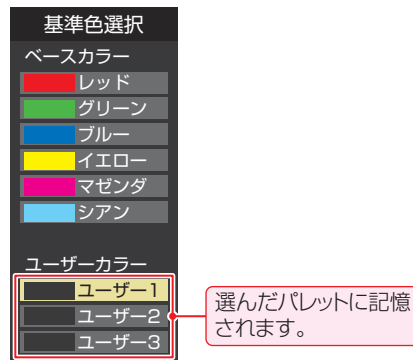 基準色選択
ベースカラー
レッド
グリーン
ブルー
イエロー
マゼンダ
シアン
ユーザーカラー
ユーザー1
ユーザー2
ユーザー3
選んだパレットに記憶
されます。